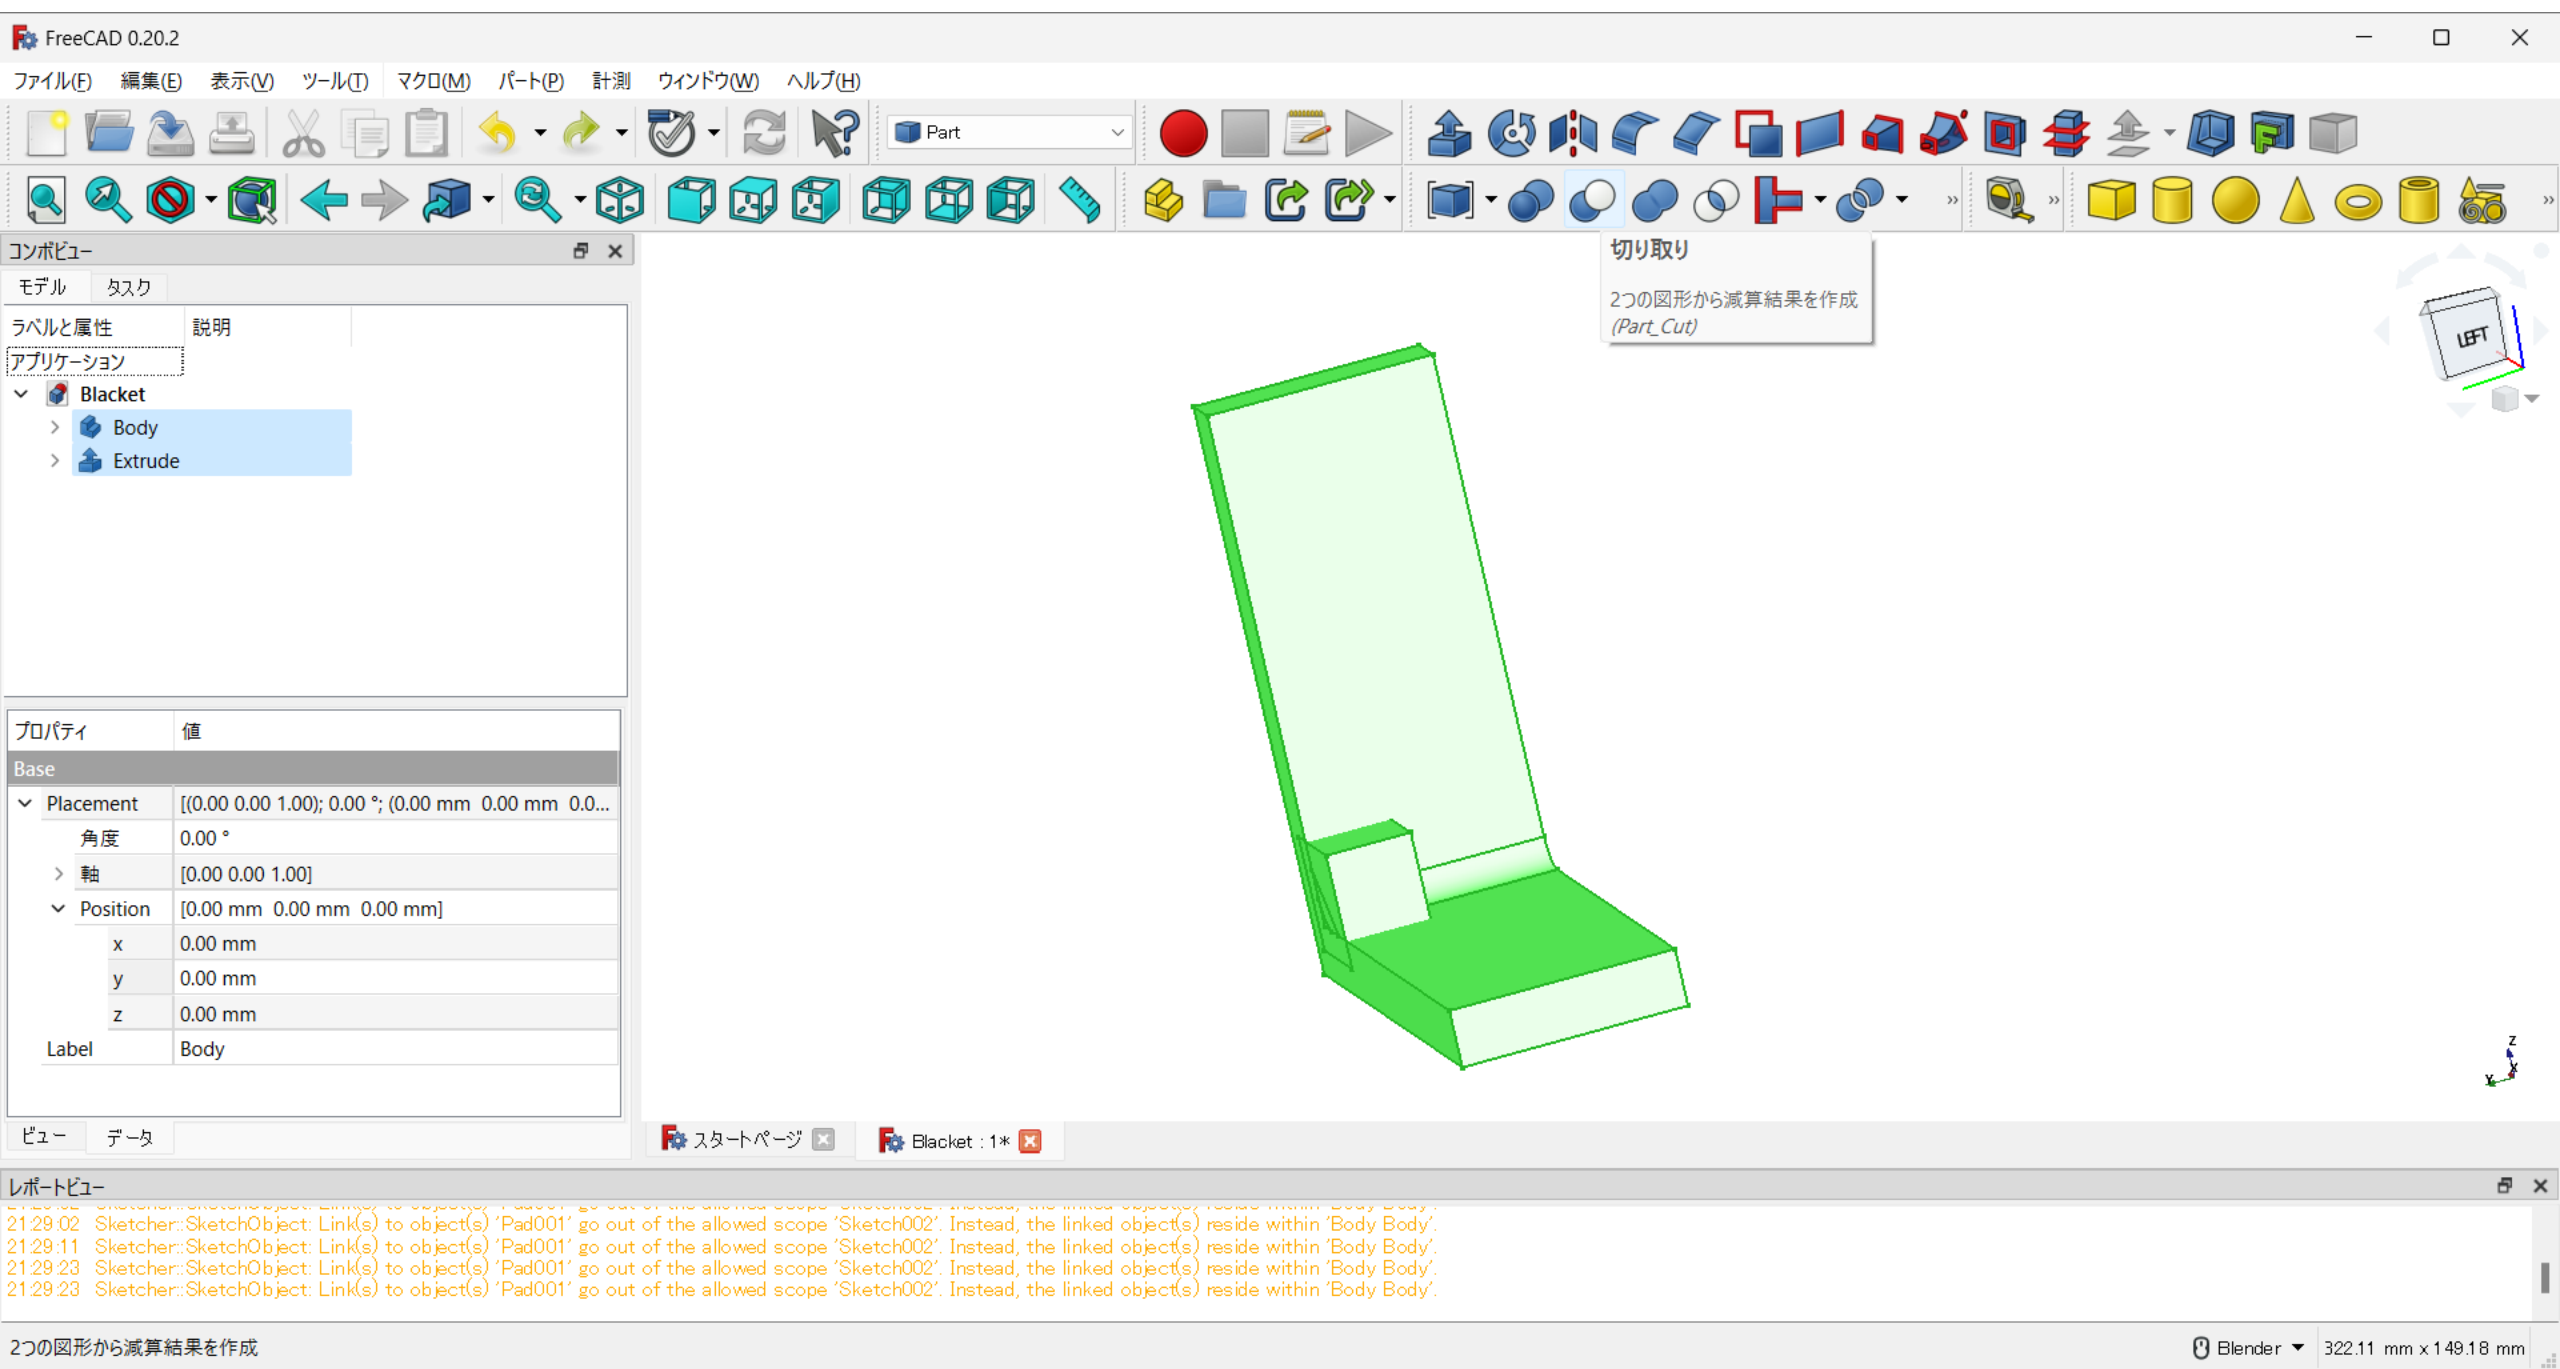 FreeCAD 0.20.2
ファイル(F) 編集(E) 表示(V) ツール(T) マクロ(M) パート(P) 計測 ウィンドウ(W) ヘルプ(H)
Part
切り取り
2つの図形から減算結果を作成
(Part_Cut)
LEFT
コンボビュー
モデル タスク
ラベルと属性 説明
アプリケーション
Blacket
Body
Extrude
プロパティ 値
Base
Placement [(0.00 0.00 1.00); 0.00 °; (0.00 mm 0.00 mm 0.0...
角度 0.00 °
軸 [0.00 0.00 1.00]
Position [0.00 mm 0.00 mm 0.00 mm]
x 0.00 mm
y 0.00 mm
z 0.00 mm
Label Body
ビュー データ
Z
X
Y
スタートページ Blacket : 1*
レポートビュー
21:29:02 Sketcher::SketchObject: Link(s) to object(s) 'Pad001' go out of the allowed scope 'Sketch002'. Instead, the linked object(s) reside within 'Body Body'.
21:29:11 Sketcher::SketchObject: Link(s) to object(s) 'Pad001' go out of the allowed scope 'Sketch002'. Instead, the linked object(s) reside within 'Body Body'.
21:29:23 Sketcher::SketchObject: Link(s) to object(s) 'Pad001' go out of the allowed scope 'Sketch002'. Instead, the linked object(s) reside within 'Body Body'.
21:29:23 Sketcher::SketchObject: Link(s) to object(s) 'Pad001' go out of the allowed scope 'Sketch002'. Instead, the linked object(s) reside within 'Body Body'.
2つの図形から減算結果を作成
Blender 322.11 mm x 149.18 mm